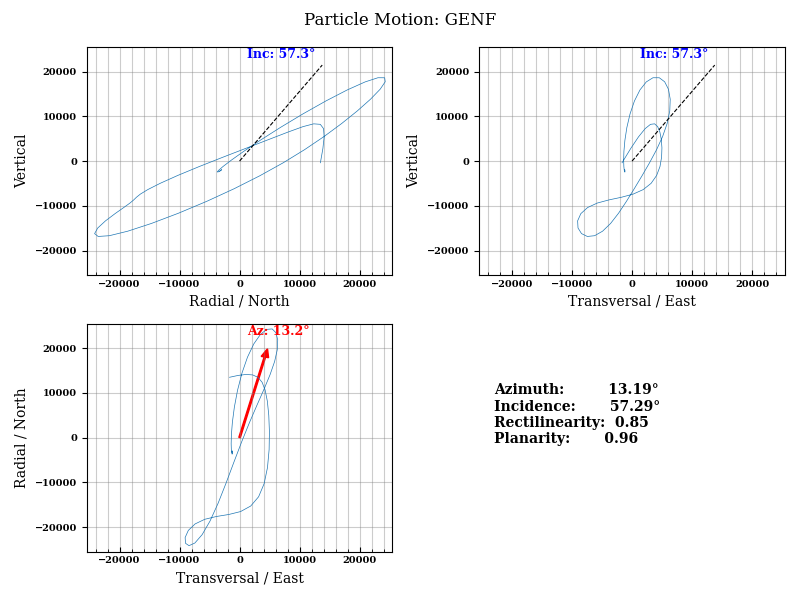 Particle Motion: GENF
Inc: 57.3°
Vertical
20000
10000
0
−10000
−20000
−20000 −10000 0 10000 20000
Radial / North
Inc: 57.3°
Vertical
20000
10000
0
−10000
−20000
−20000 −10000 0 10000 20000
Transversal / East
Az: 13.2°
Radial / North
20000
10000
0
−10000
−20000
−20000 −10000 0 10000 20000
Transversal / East
Azimuth: 13.19°
Incidence: 57.29°
Rectilinearity: 0.85
Planarity: 0.96